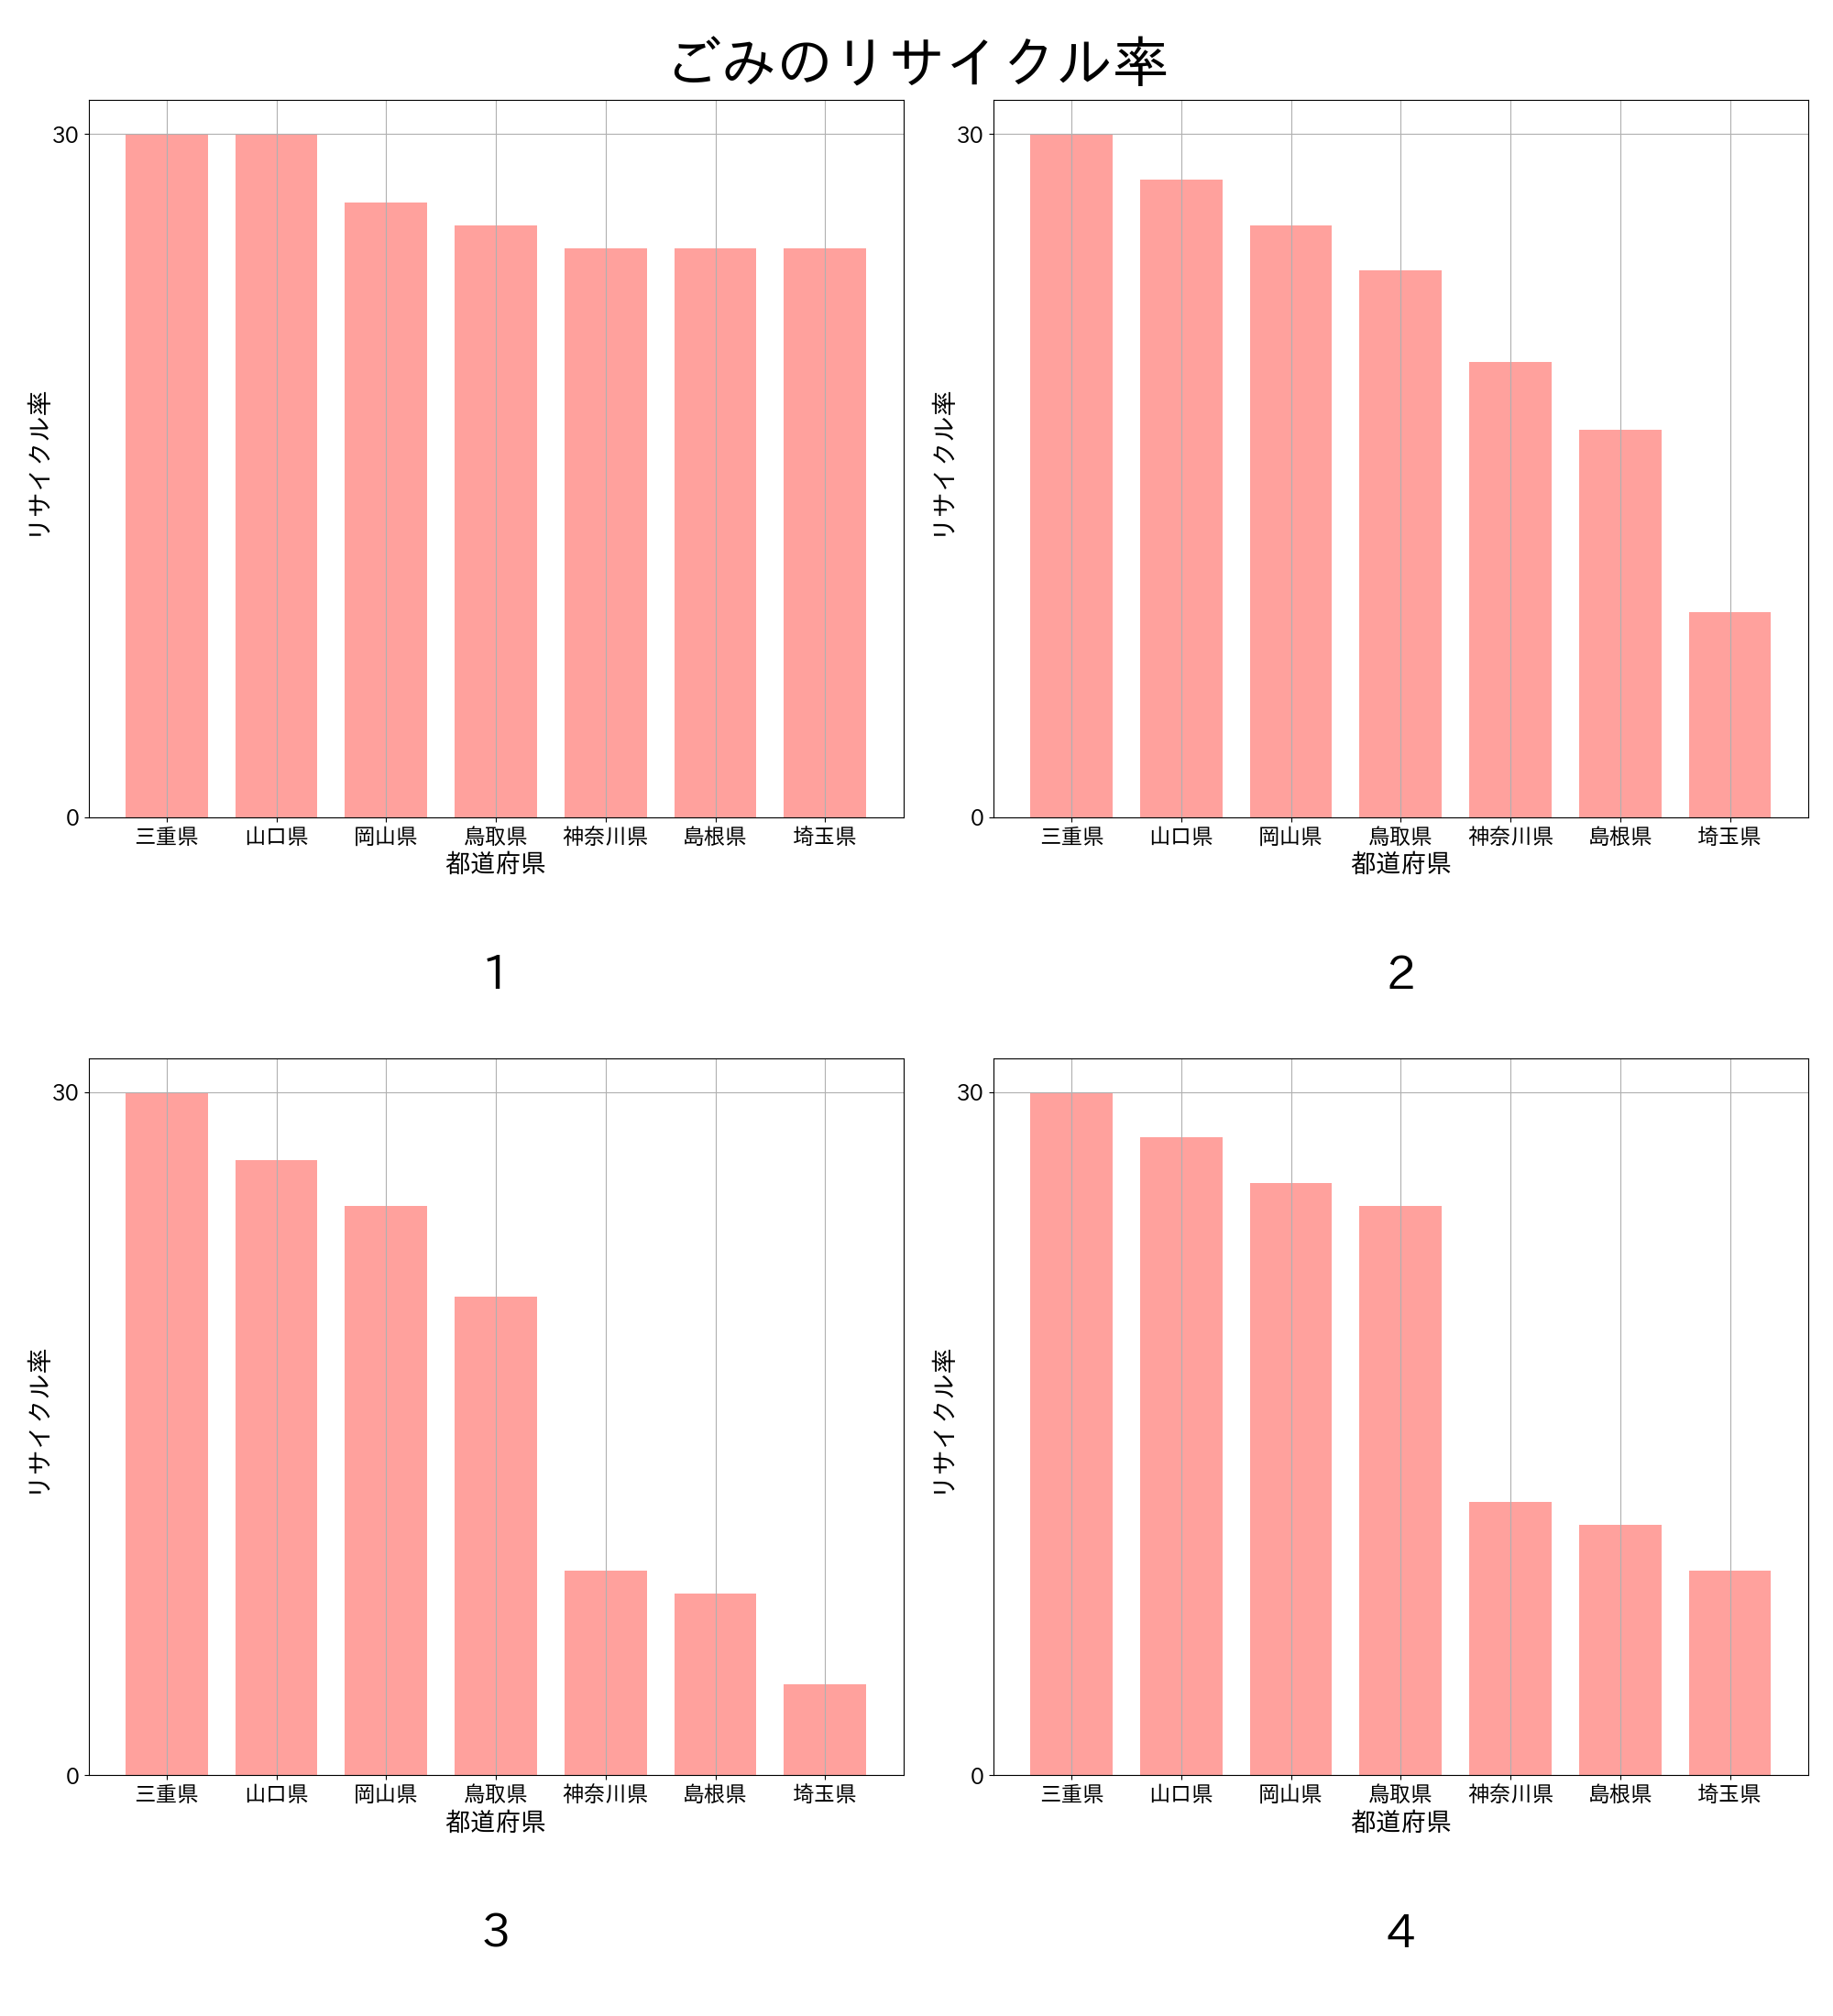 ごみのリサイクル率
30
0
リサイクル率
三重県 山口県 岡山県 鳥取県 神奈川県 島根県 埼玉県
都道府県
1
30
0
リサイクル率
三重県 山口県 岡山県 鳥取県 神奈川県 島根県 埼玉県
都道府県
2
30
0
リサイクル率
三重県 山口県 岡山県 鳥取県 神奈川県 島根県 埼玉県
都道府県
3
30
0
リサイクル率
三重県 山口県 岡山県 鳥取県 神奈川県 島根県 埼玉県
都道府県
4